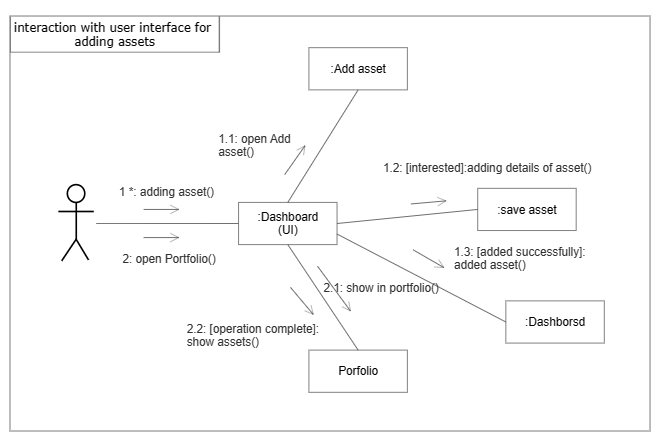 interaction with user interface for
adding assets
:Add asset
1.1: open Add
asset()
1.2: [interested]:adding details of asset()
1 *: adding asset()
:Dashboard
(UI)
:save asset
2: open Portfolio()
1.3: [added successfully]:
added asset()
2.1: show in portfolio()
2.2: [operation complete]:
show assets()
:Dashborsd
Porfolio